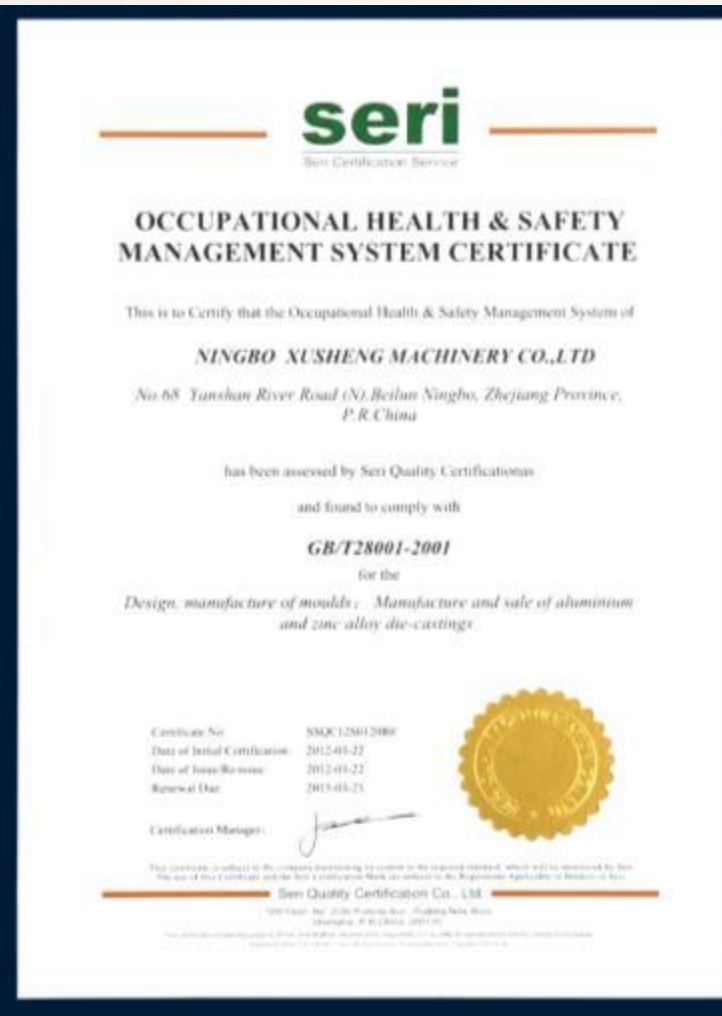 seri
Seri Certification Service
OCCUPATIONAL HEALTH & SAFETY
MANAGEMENT SYSTEM CERTIFICATE
This is to Certify that the Occupational Health & Safety Management System of
NINGBO XUSHENG MACHINERY CO.,LTD
No.68 Yanshan River Road (N).Beilun Ningbo, Zhejiang Province,
P.R.China
has been assessed by Seri Quality Certificationas
and found to comply with
GB/T28001-2001
for the
Design, manufacture of moulds; Manufacture and sale of aluminium
and zinc alloy die-castings
Certificate No:
Date of Initial Certification: 2012-03-22
Date of Issue/Re-issue: 2012-03-22
Renewal Due:
Certification Manager:
Seri Quality Certification Co., Ltd.